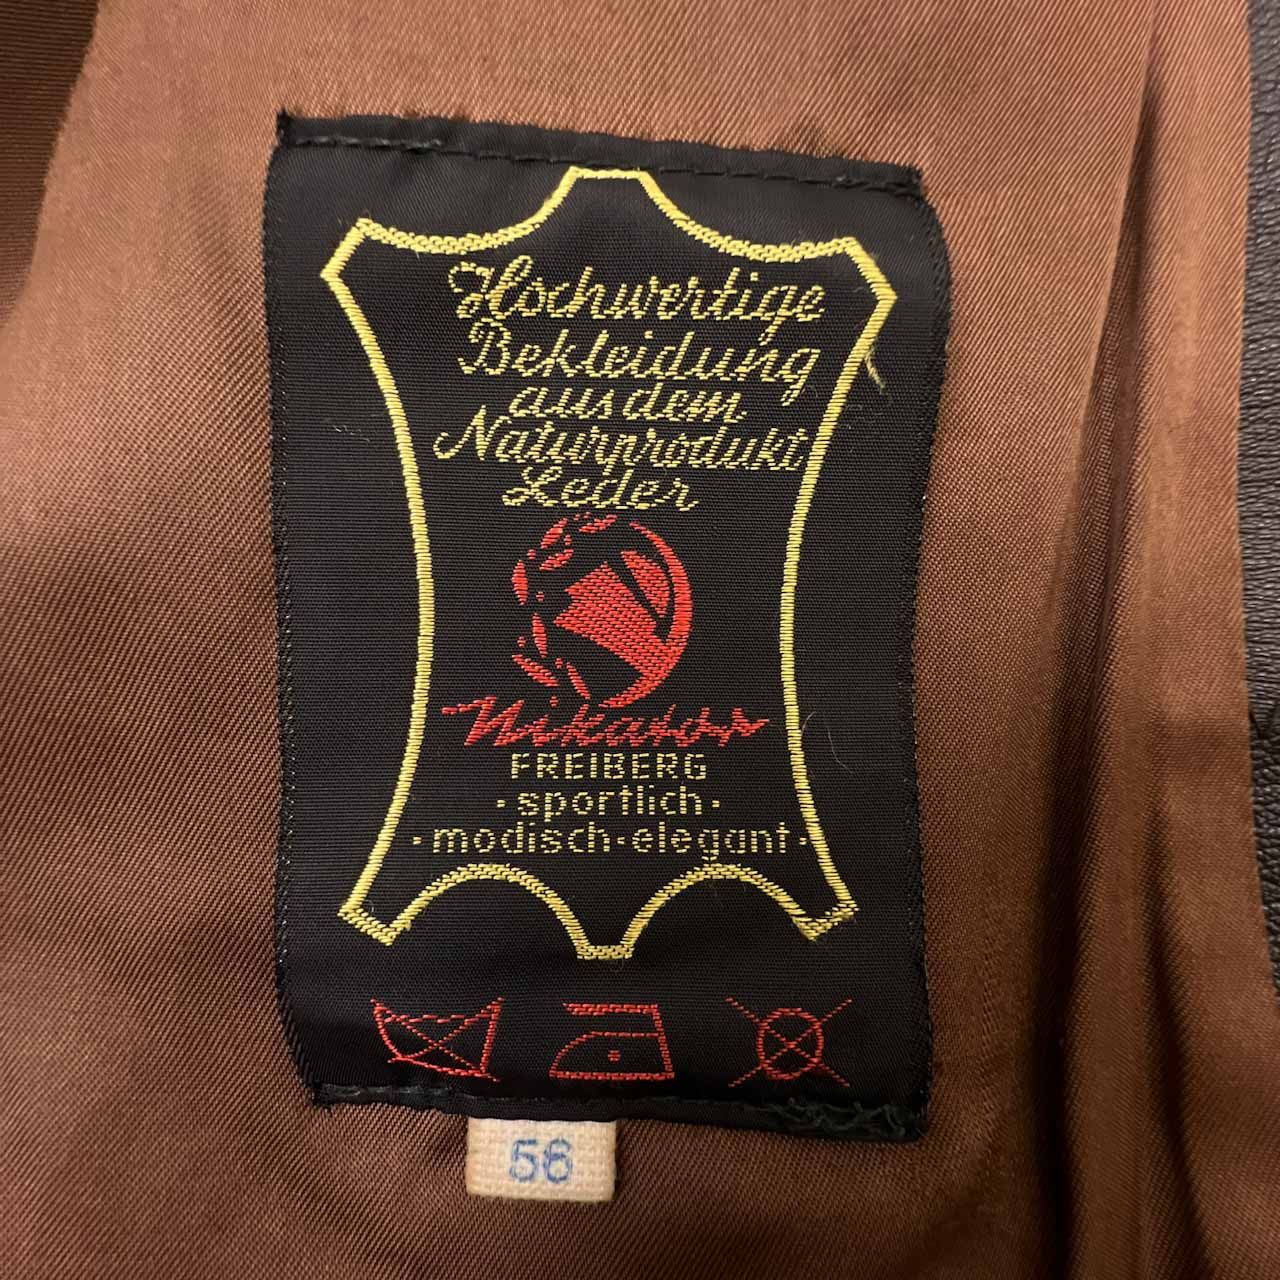 Hochwertige
Bekleidung
aus dem
Naturprodukt
Leder
Nikator
FREIBERG
· sportlich ·
· modisch · elegant ·
56